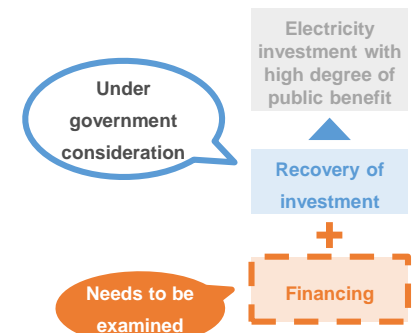 Electricity
investment with
high degree of
public benefit
Under
government
consideration
Recovery of
investment
+
Financing
Needs to be
examined